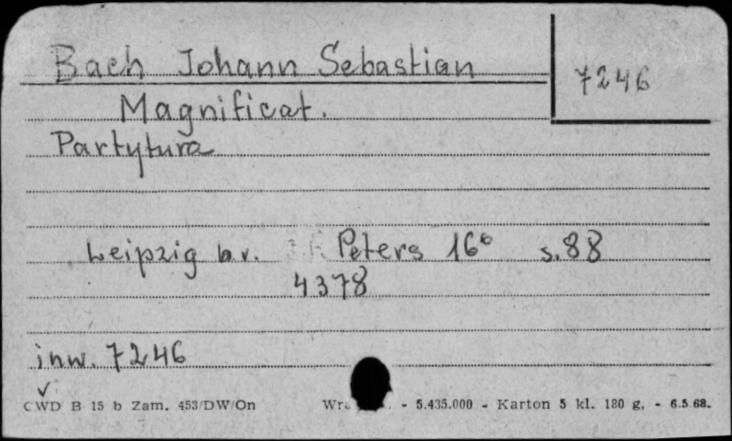 Bach Johann Sebastian
7246
Magnificat.
Partytura
Leipzig b.r. Peters 16° s. 88
4378
inw. 7246
CWD B 15 b Zam. 453/DW/On - 5.435.000 - Karton 5 kl. 180 g. - 6.5.68.